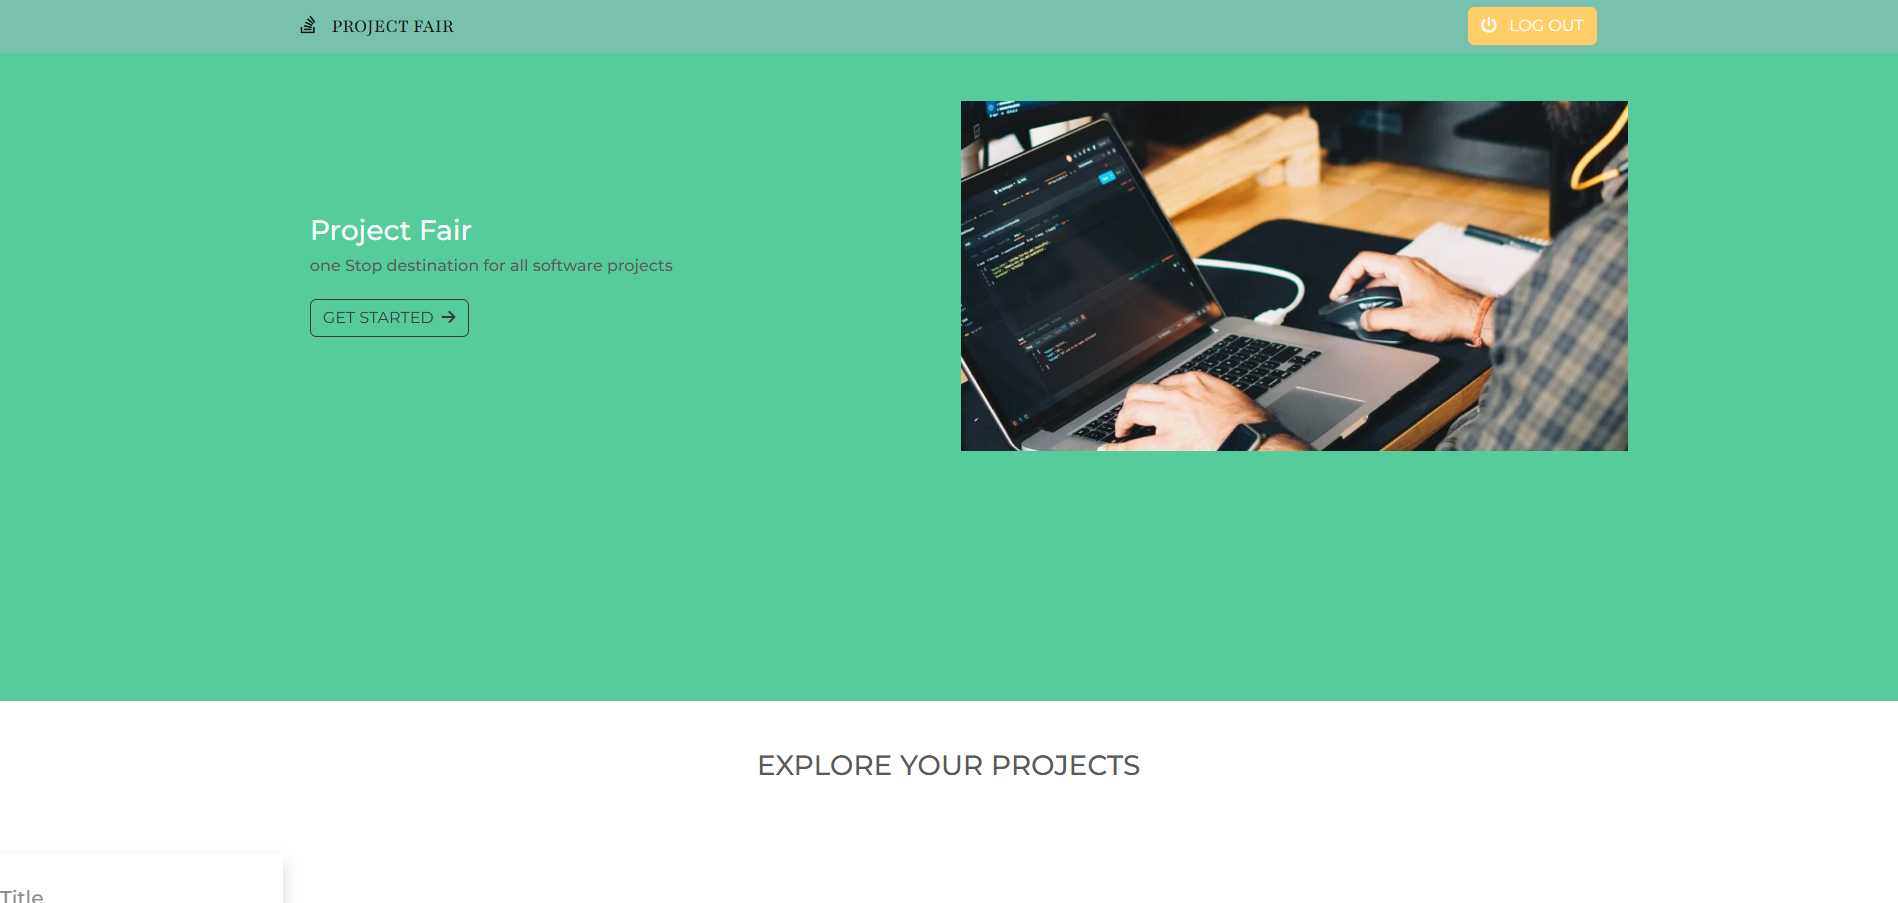 PROJECT FAIR
LOG OUT
Project Fair
one Stop destination for all software projects
GET STARTED
EXPLORE YOUR PROJECTS
Title